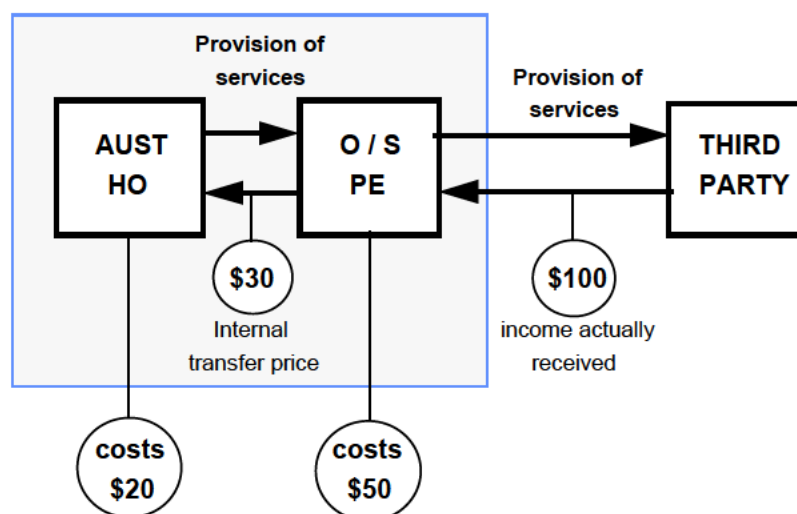 Provision of
services
Provision of
services
AUST
HO
O / S
PE
THIRD
PARTY
$30
$100
Internal
transfer price
income actually
received
costs
$20
costs
$50